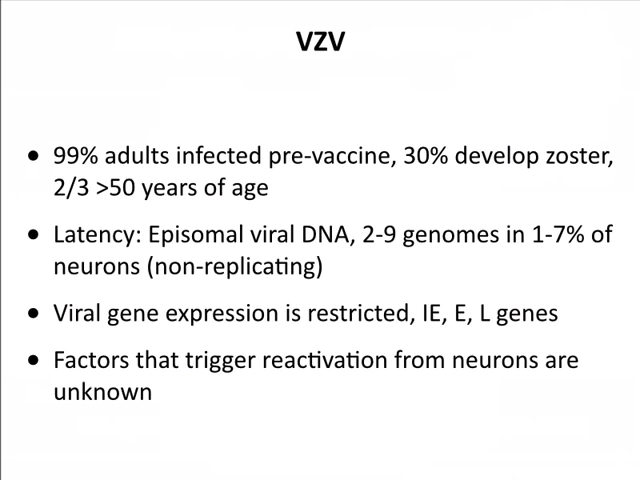 VZV
• 99% adults infected pre-vaccine, 30% develop zoster,
2/3 >50 years of age
• Latency: Episomal viral DNA, 2-9 genomes in 1-7% of
neurons (non-replicating)
• Viral gene expression is restricted, IE, E, L genes
• Factors that trigger reactivation from neurons are
unknown